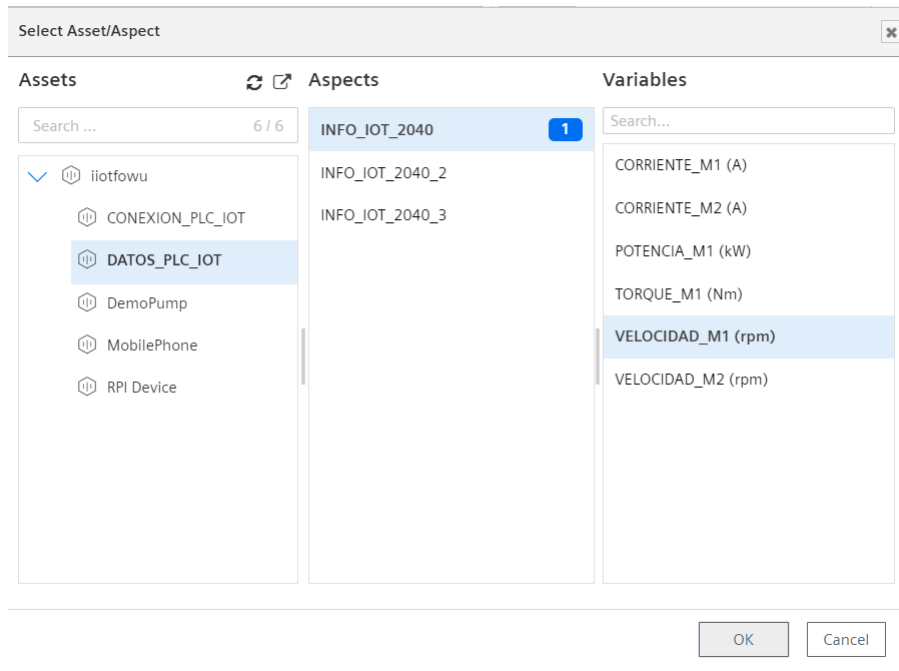 Select Asset/Aspect
Assets
Search ... 6 / 6
iiotfowu
CONEXION_PLC_IOT
DATOS_PLC_IOT
DemoPump
MobilePhone
RPI Device
Aspects
INFO_IOT_2040 1
INFO_IOT_2040_2
INFO_IOT_2040_3
Variables
Search...
CORRIENTE_M1 (A)
CORRIENTE_M2 (A)
POTENCIA_M1 (kW)
TORQUE_M1 (Nm)
VELOCIDAD_M1 (rpm)
VELOCIDAD_M2 (rpm)
OK
Cancel